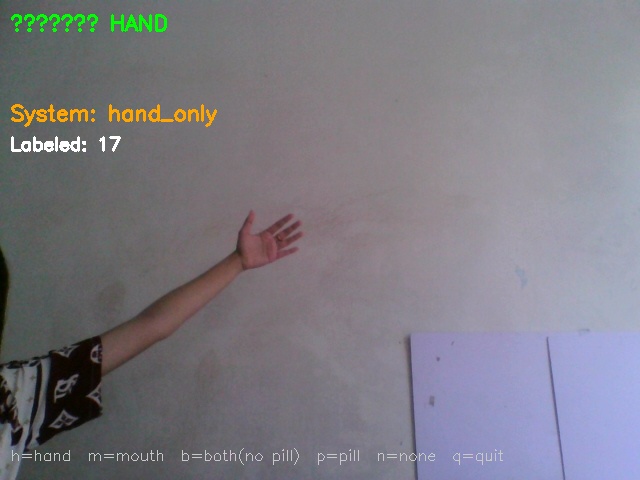 ??????? HAND
System: hand_only
Labeled: 17
h=hand m=mouth b=both(no pill) p=pill n=none q=quit